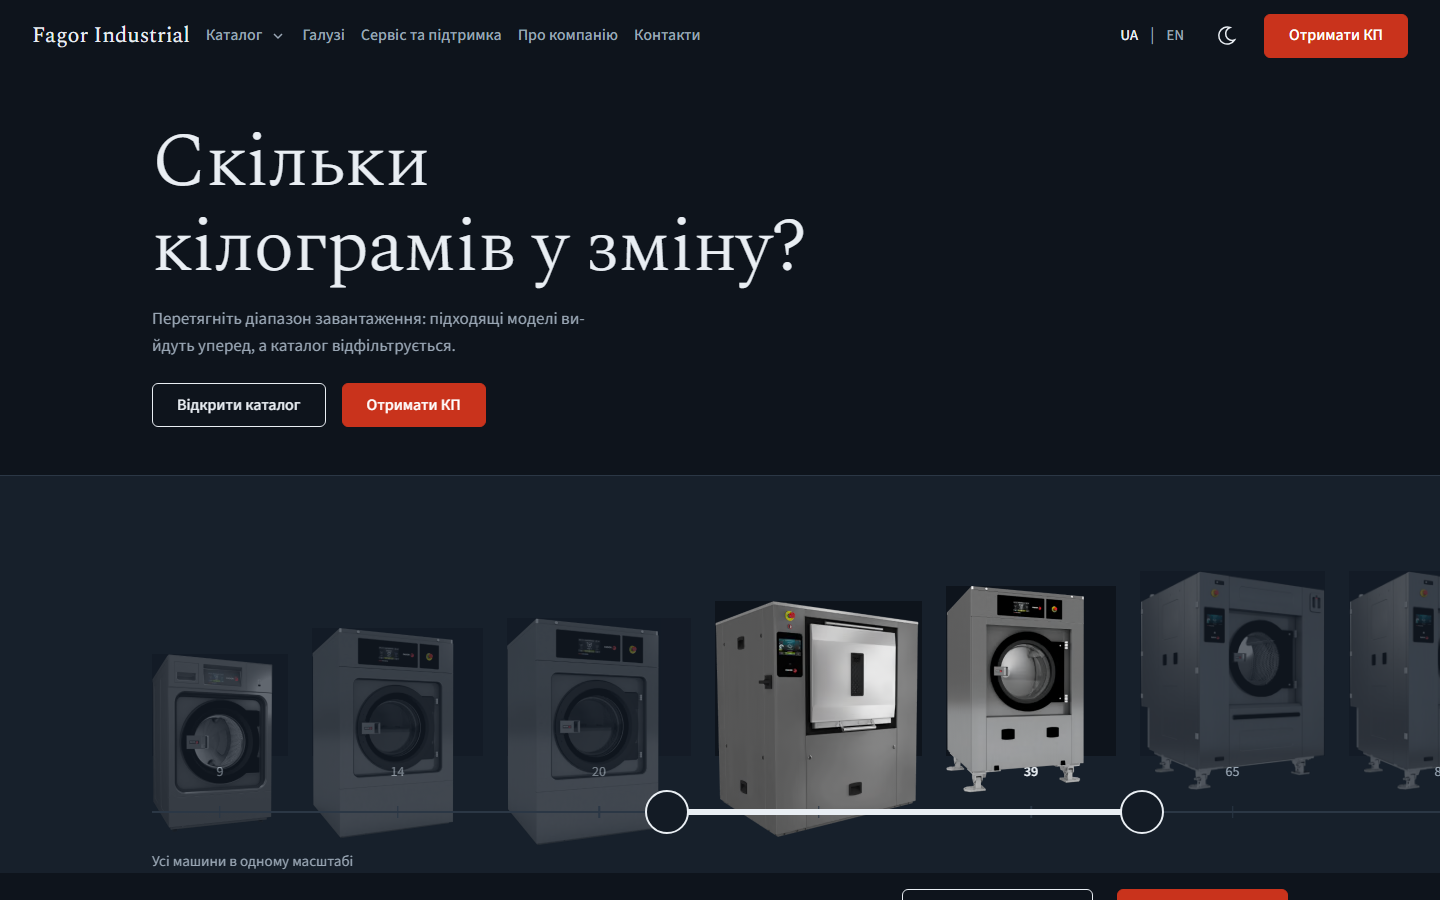 Fagor Industrial
Каталог
Галузі
Сервіс та підтримка
Про компанію
Контакти
UA | EN
Отримати КП
Скільки
кілограмів у зміну?
Перетягніть діапазон завантаження: підходящі моделі ви-
йдуть уперед, а каталог відфільтрується.
Відкрити каталог
Отримати КП
9
14
20
39
65
Усі машини в одному масштабі